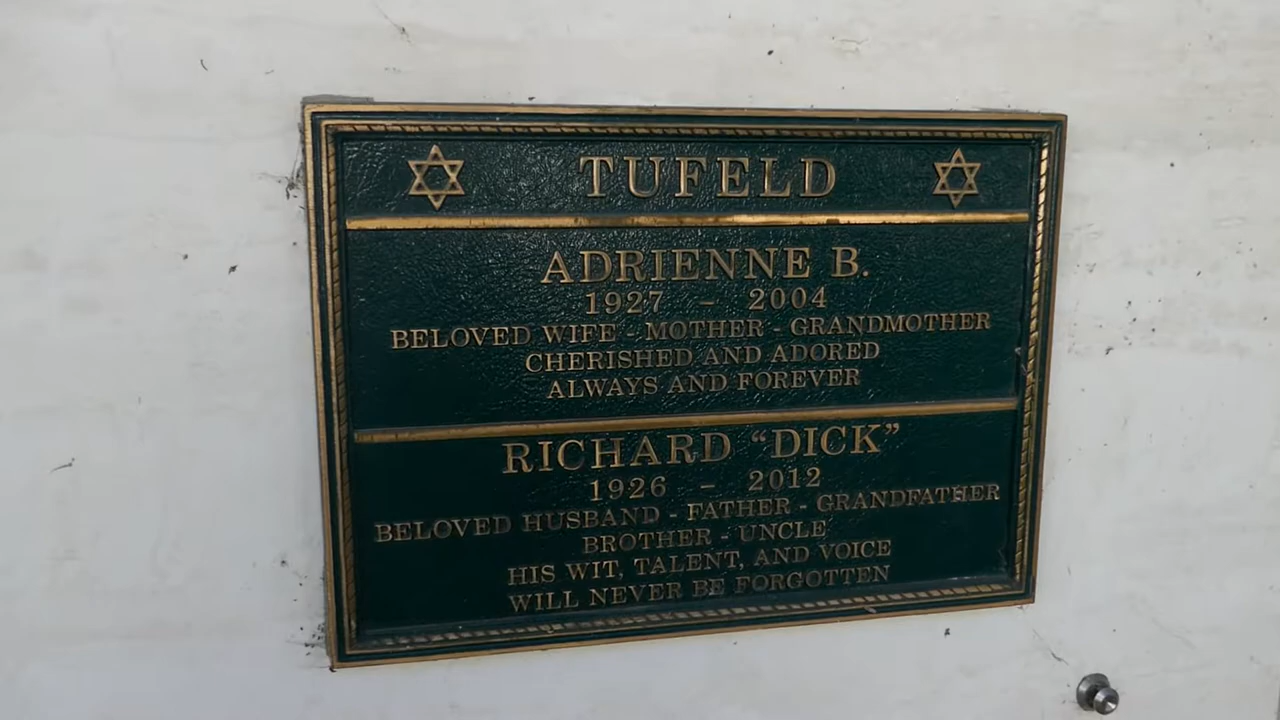 TUFELD
ADRIENNE B.
1927 – 2004
BELOVED WIFE - MOTHER - GRANDMOTHER
CHERISHED AND ADORED
ALWAYS AND FOREVER
RICHARD “DICK”
1926 – 2012
BELOVED HUSBAND - FATHER - GRANDFATHER
BROTHER - UNCLE
HIS WIT, TALENT, AND VOICE
WILL NEVER BE FORGOTTEN